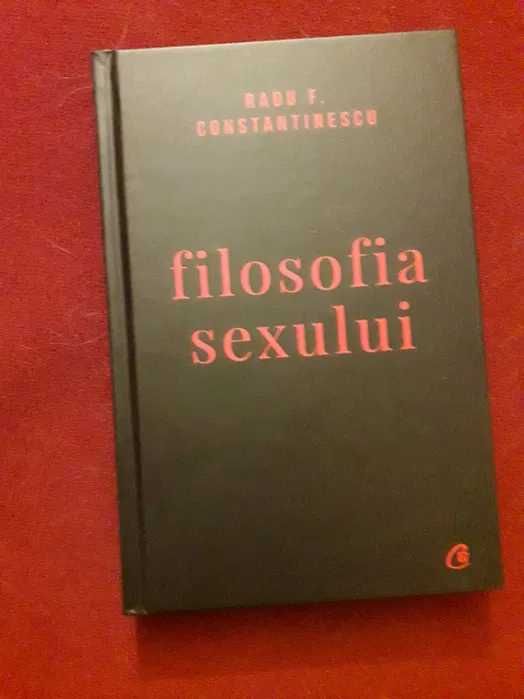 RADU F.
CONSTANTINESCU
filosofia
sexului